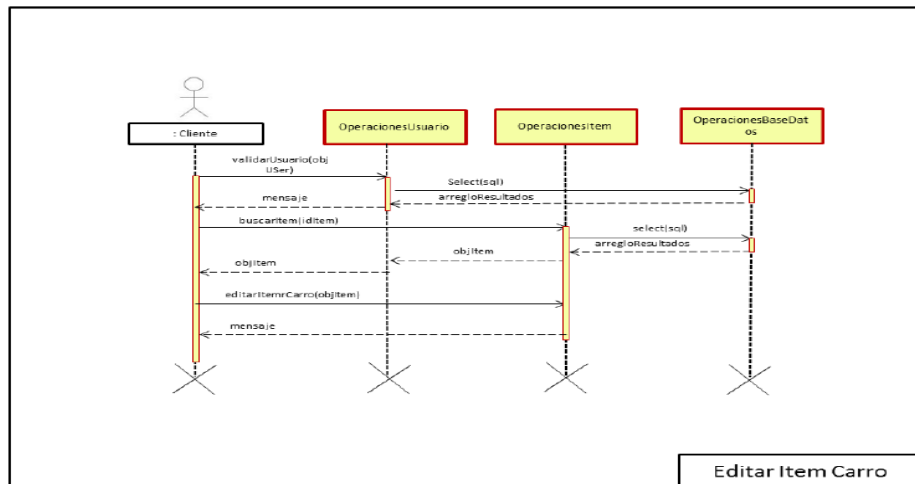 : Cliente
OperacionesUsuario
OperacionesItem
OperacionesBaseDat
os
validarUsuario(obj
USer)
Select(sql)
mensaje
arregloResultados
buscarItem(idItem)
select(sql)
arregloResultados
objItem
objItem
editarItemrCarro(objItem)
mensaje
Editar Item Carro